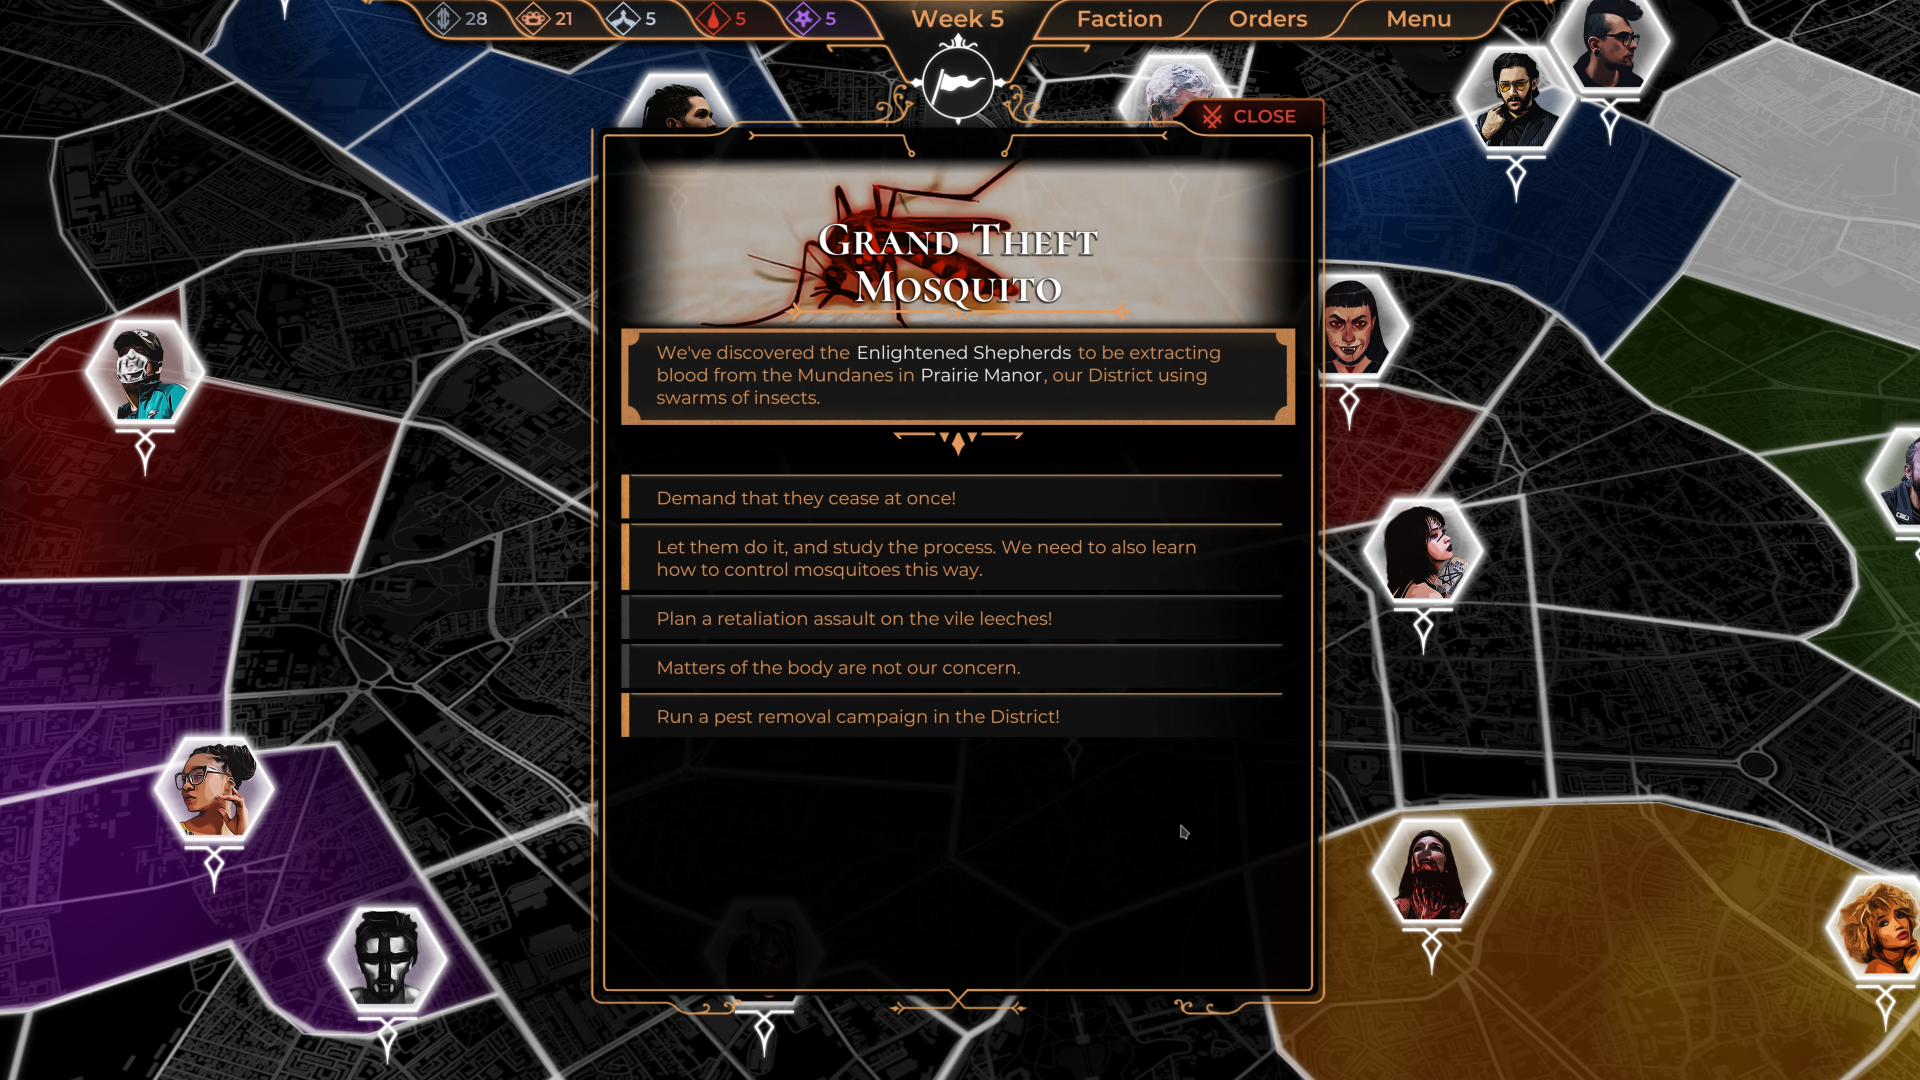 28 21 5 5 5 Week 5 Faction Orders Menu
CLOSE
Grand Theft
Mosquito
We've discovered the Enlightened Shepherds to be extracting
blood from the Mundanes in Prairie Manor, our District using
swarms of insects.
Demand that they cease at once!
Let them do it, and study the process. We need to also learn
how to control mosquitoes this way.
Plan a retaliation assault on the vile leeches!
Matters of the body are not our concern.
Run a pest removal campaign in the District!